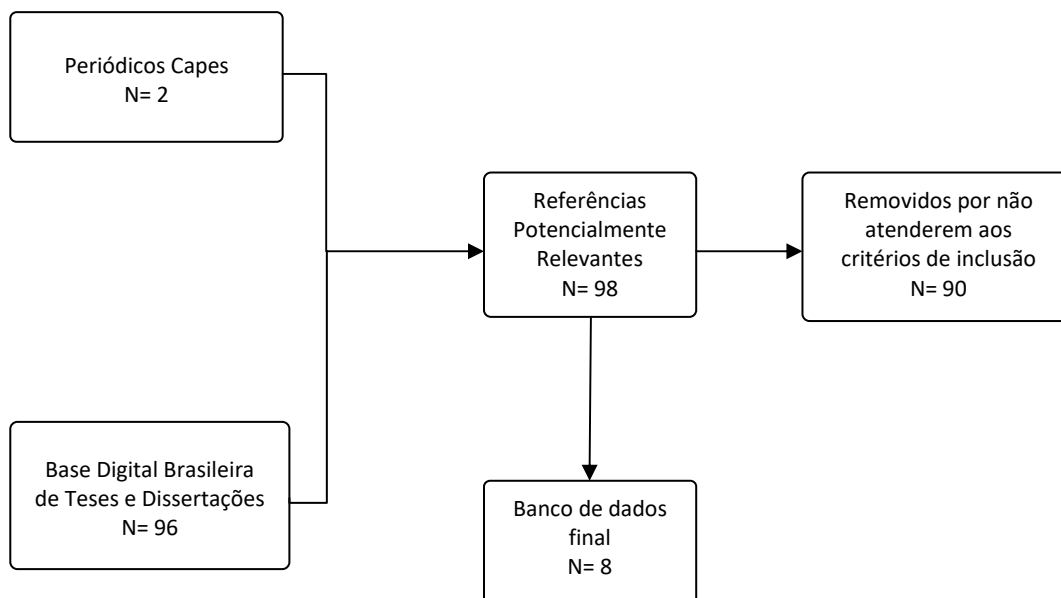 Periódicos Capes
N= 2
Referências
Potencialmente
Relevantes
N= 98
Removidos por não
atenderem aos
critérios de inclusão
N= 90
Base Digital Brasileira
de Teses e Dissertações
N= 96
Banco de dados
final
N= 8